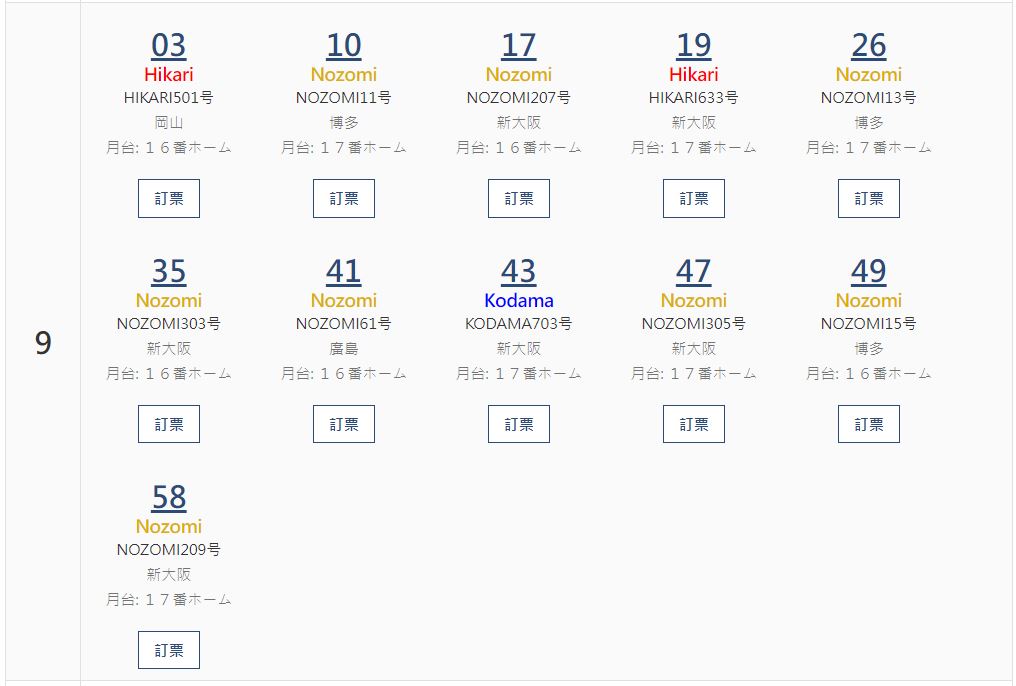 9
03
Hikari
HIKARI501号
岡山
月台: １６番ホーム
訂票
10
Nozomi
NOZOMI11号
博多
月台: １７番ホーム
訂票
17
Nozomi
NOZOMI207号
新大阪
月台: １６番ホーム
訂票
19
Hikari
HIKARI633号
新大阪
月台: １７番ホーム
訂票
26
Nozomi
NOZOMI13号
博多
月台: １７番ホーム
訂票
35
Nozomi
NOZOMI303号
新大阪
月台: １６番ホーム
訂票
41
Nozomi
NOZOMI61号
廣島
月台: １６番ホーム
訂票
43
Kodama
KODAMA703号
新大阪
月台: １７番ホーム
訂票
47
Nozomi
NOZOMI305号
新大阪
月台: １７番ホーム
訂票
49
Nozomi
NOZOMI15号
博多
月台: １６番ホーム
訂票
58
Nozomi
NOZOMI209号
新大阪
月台: １７番ホーム
訂票